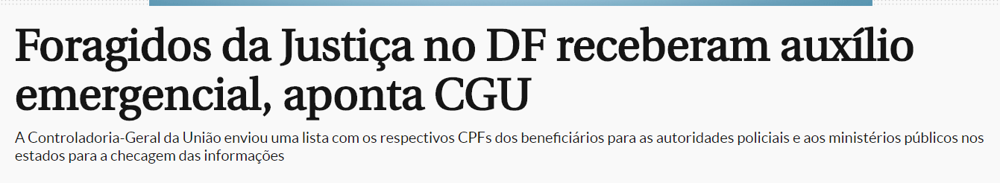 Foragidos da Justiça no DF receberam auxílio
emergencial, aponta CGU
A Controladoria-Geral da União enviou uma lista com os respectivos CPFs dos beneficiários para as autoridades policiais e aos ministérios públicos nos
estados para a checagem das informações